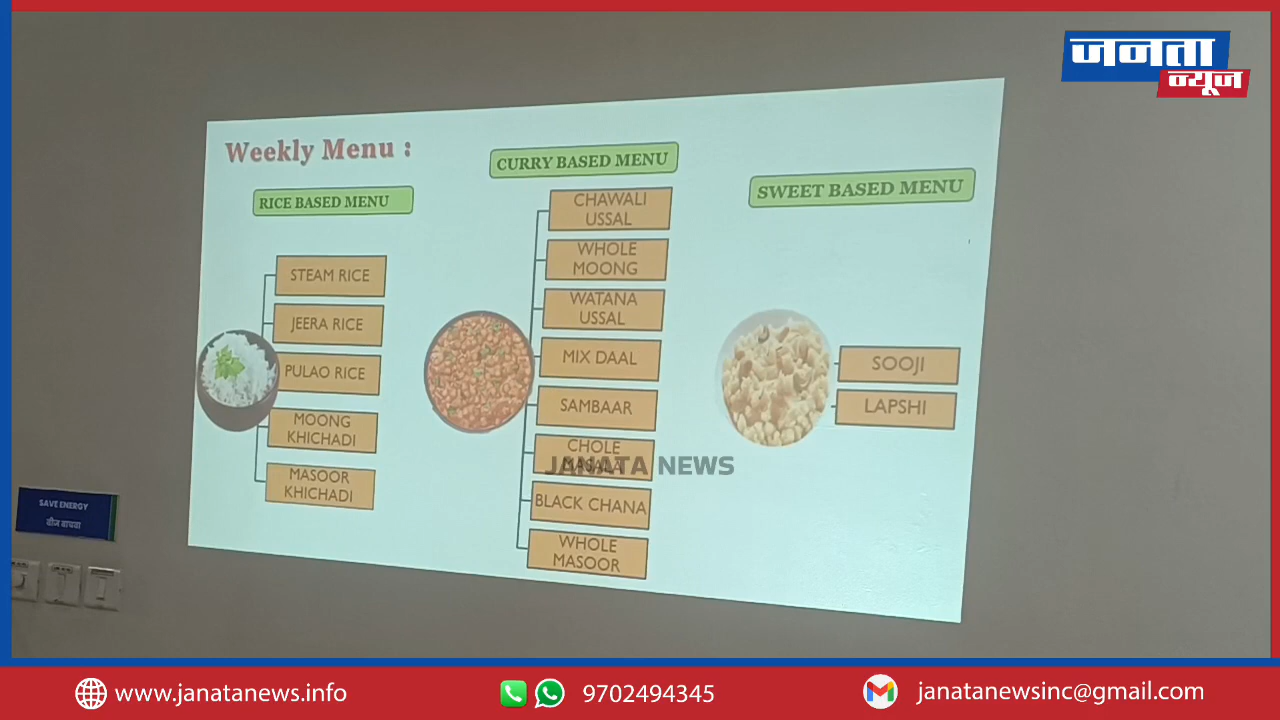 जनता
न्यूज
Weekly Menu :
RICE BASED MENU
STEAM RICE
JEERA RICE
PULAO RICE
MOONG
KHICHADI
MASOOR
KHICHADI
CURRY BASED MENU
CHAWALI
USSAL
WHOLE
MOONG
WATANA
USSAL
MIX DAAL
SAMBAAR
CHOLE
MASALA
BLACK CHANA
WHOLE
MASOOR
SWEET BASED MENU
SOOJI
LAPSHI
JANATA NEWS
SAVE ENERGY
वीज वाचवा
www.janatanews.info
9702494345
janatanewsinc@gmail.com